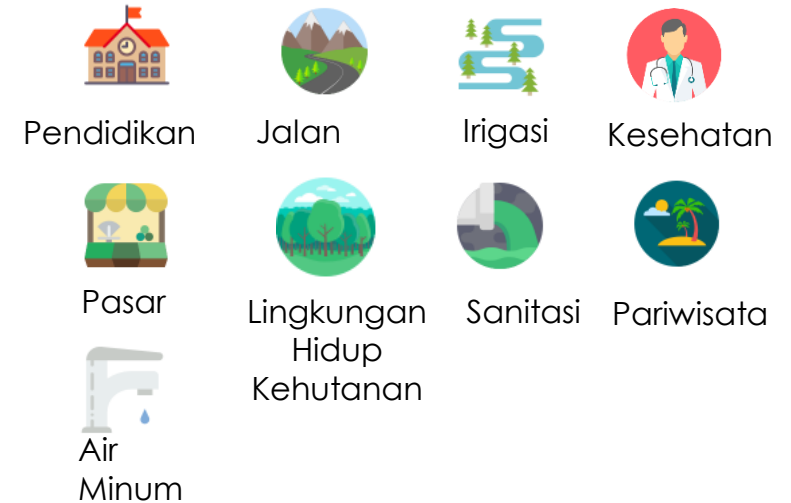 Pendidikan
Jalan
Irigasi
Kesehatan
Pasar
Lingkungan
Hidup
Kehutanan
Sanitasi
Pariwisata
Air
Minum